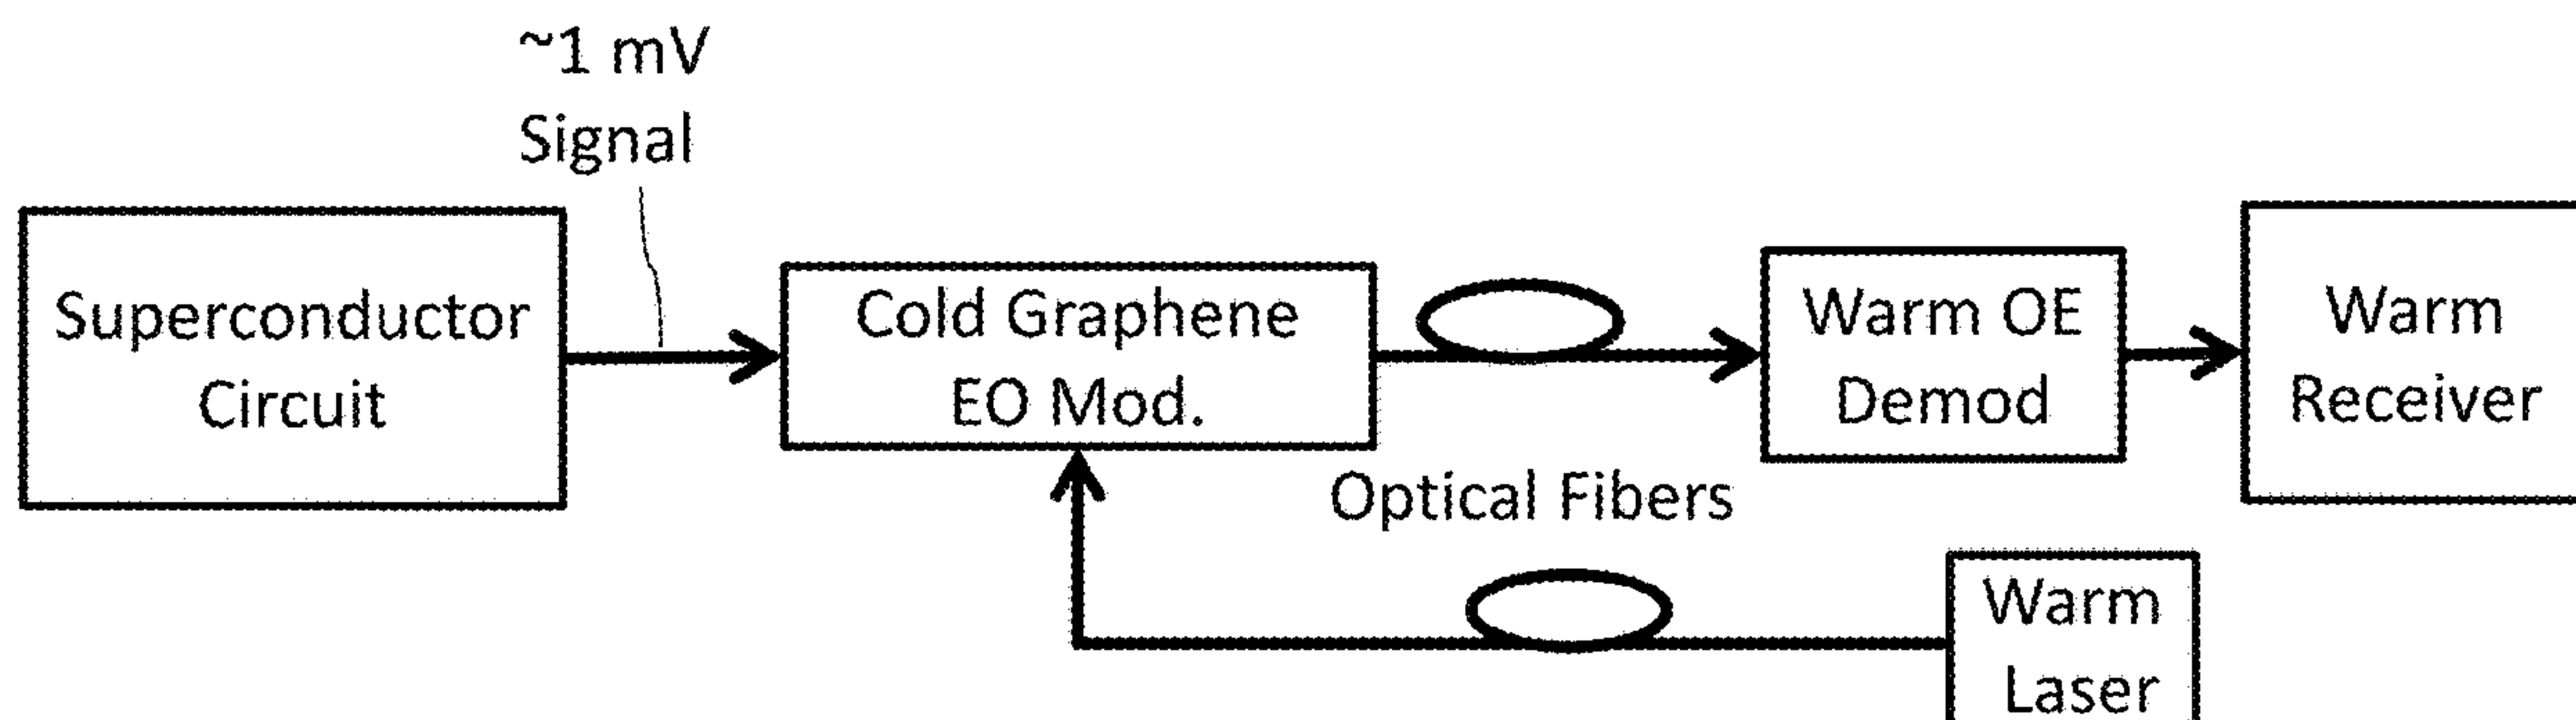 ~1 mV
Signal
Superconductor
Circuit
Cold Graphene
EO Mod.
Warm OE
Demod
Warm
Receiver
Optical Fibers
Warm
Laser